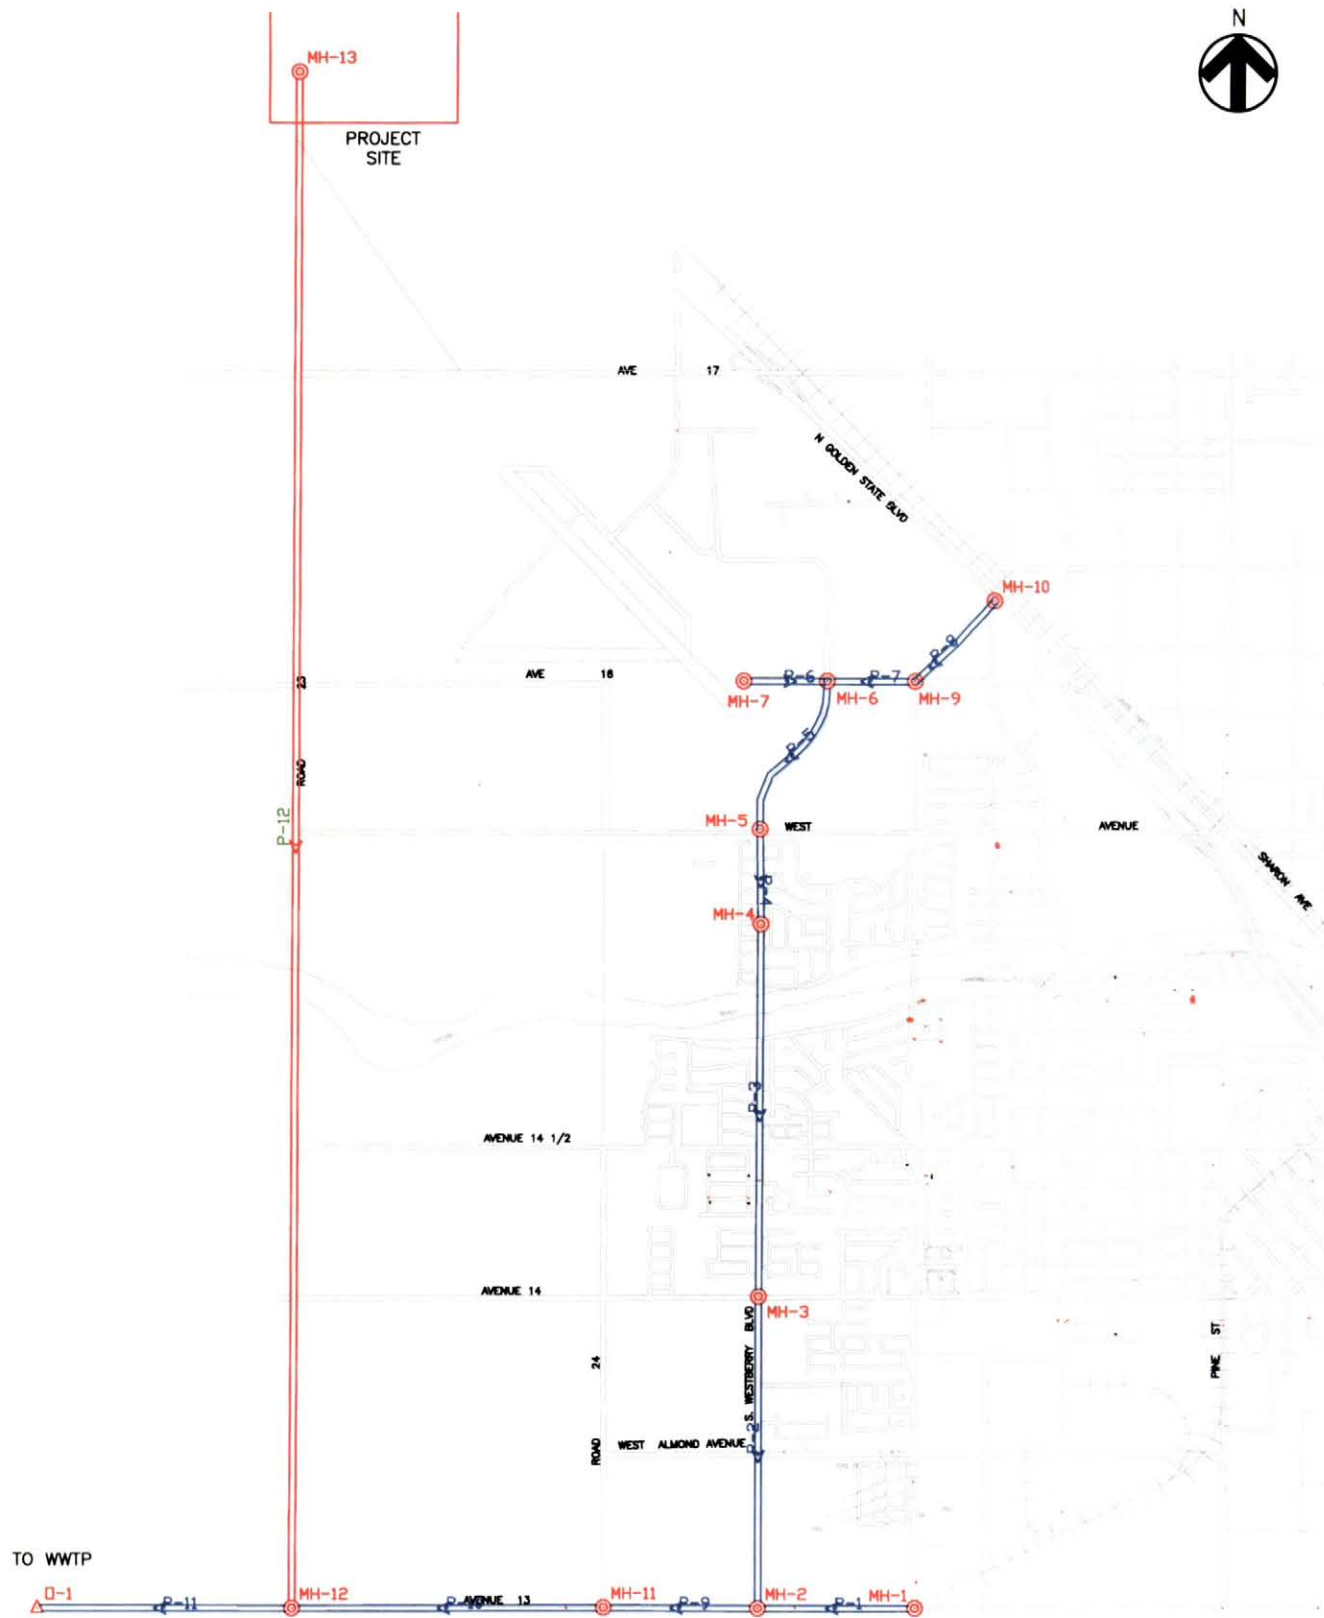 N
MH-13
PROJECT
SITE
AVE 17
N GOLDEN STATE BLVD
MH-10
AVE 16
P-6
P-7
MH-7
MH-6
MH-9
23
ROAD
P-5
P-12
MH-5
WEST
AVENUE
SHARON AVE
P-4
MH-4
P-3
AVENUE 14 1/2
AVENUE 14
MH-3
S. WESTBERRY BLVD
PINE ST
24
ROAD
WEST ALMOND AVENUE
P-2
TO WWTP
O-1
P-11
MH-12
P-10
AVENUE 13
MH-11
P-9
MH-2
P-1
MH-1